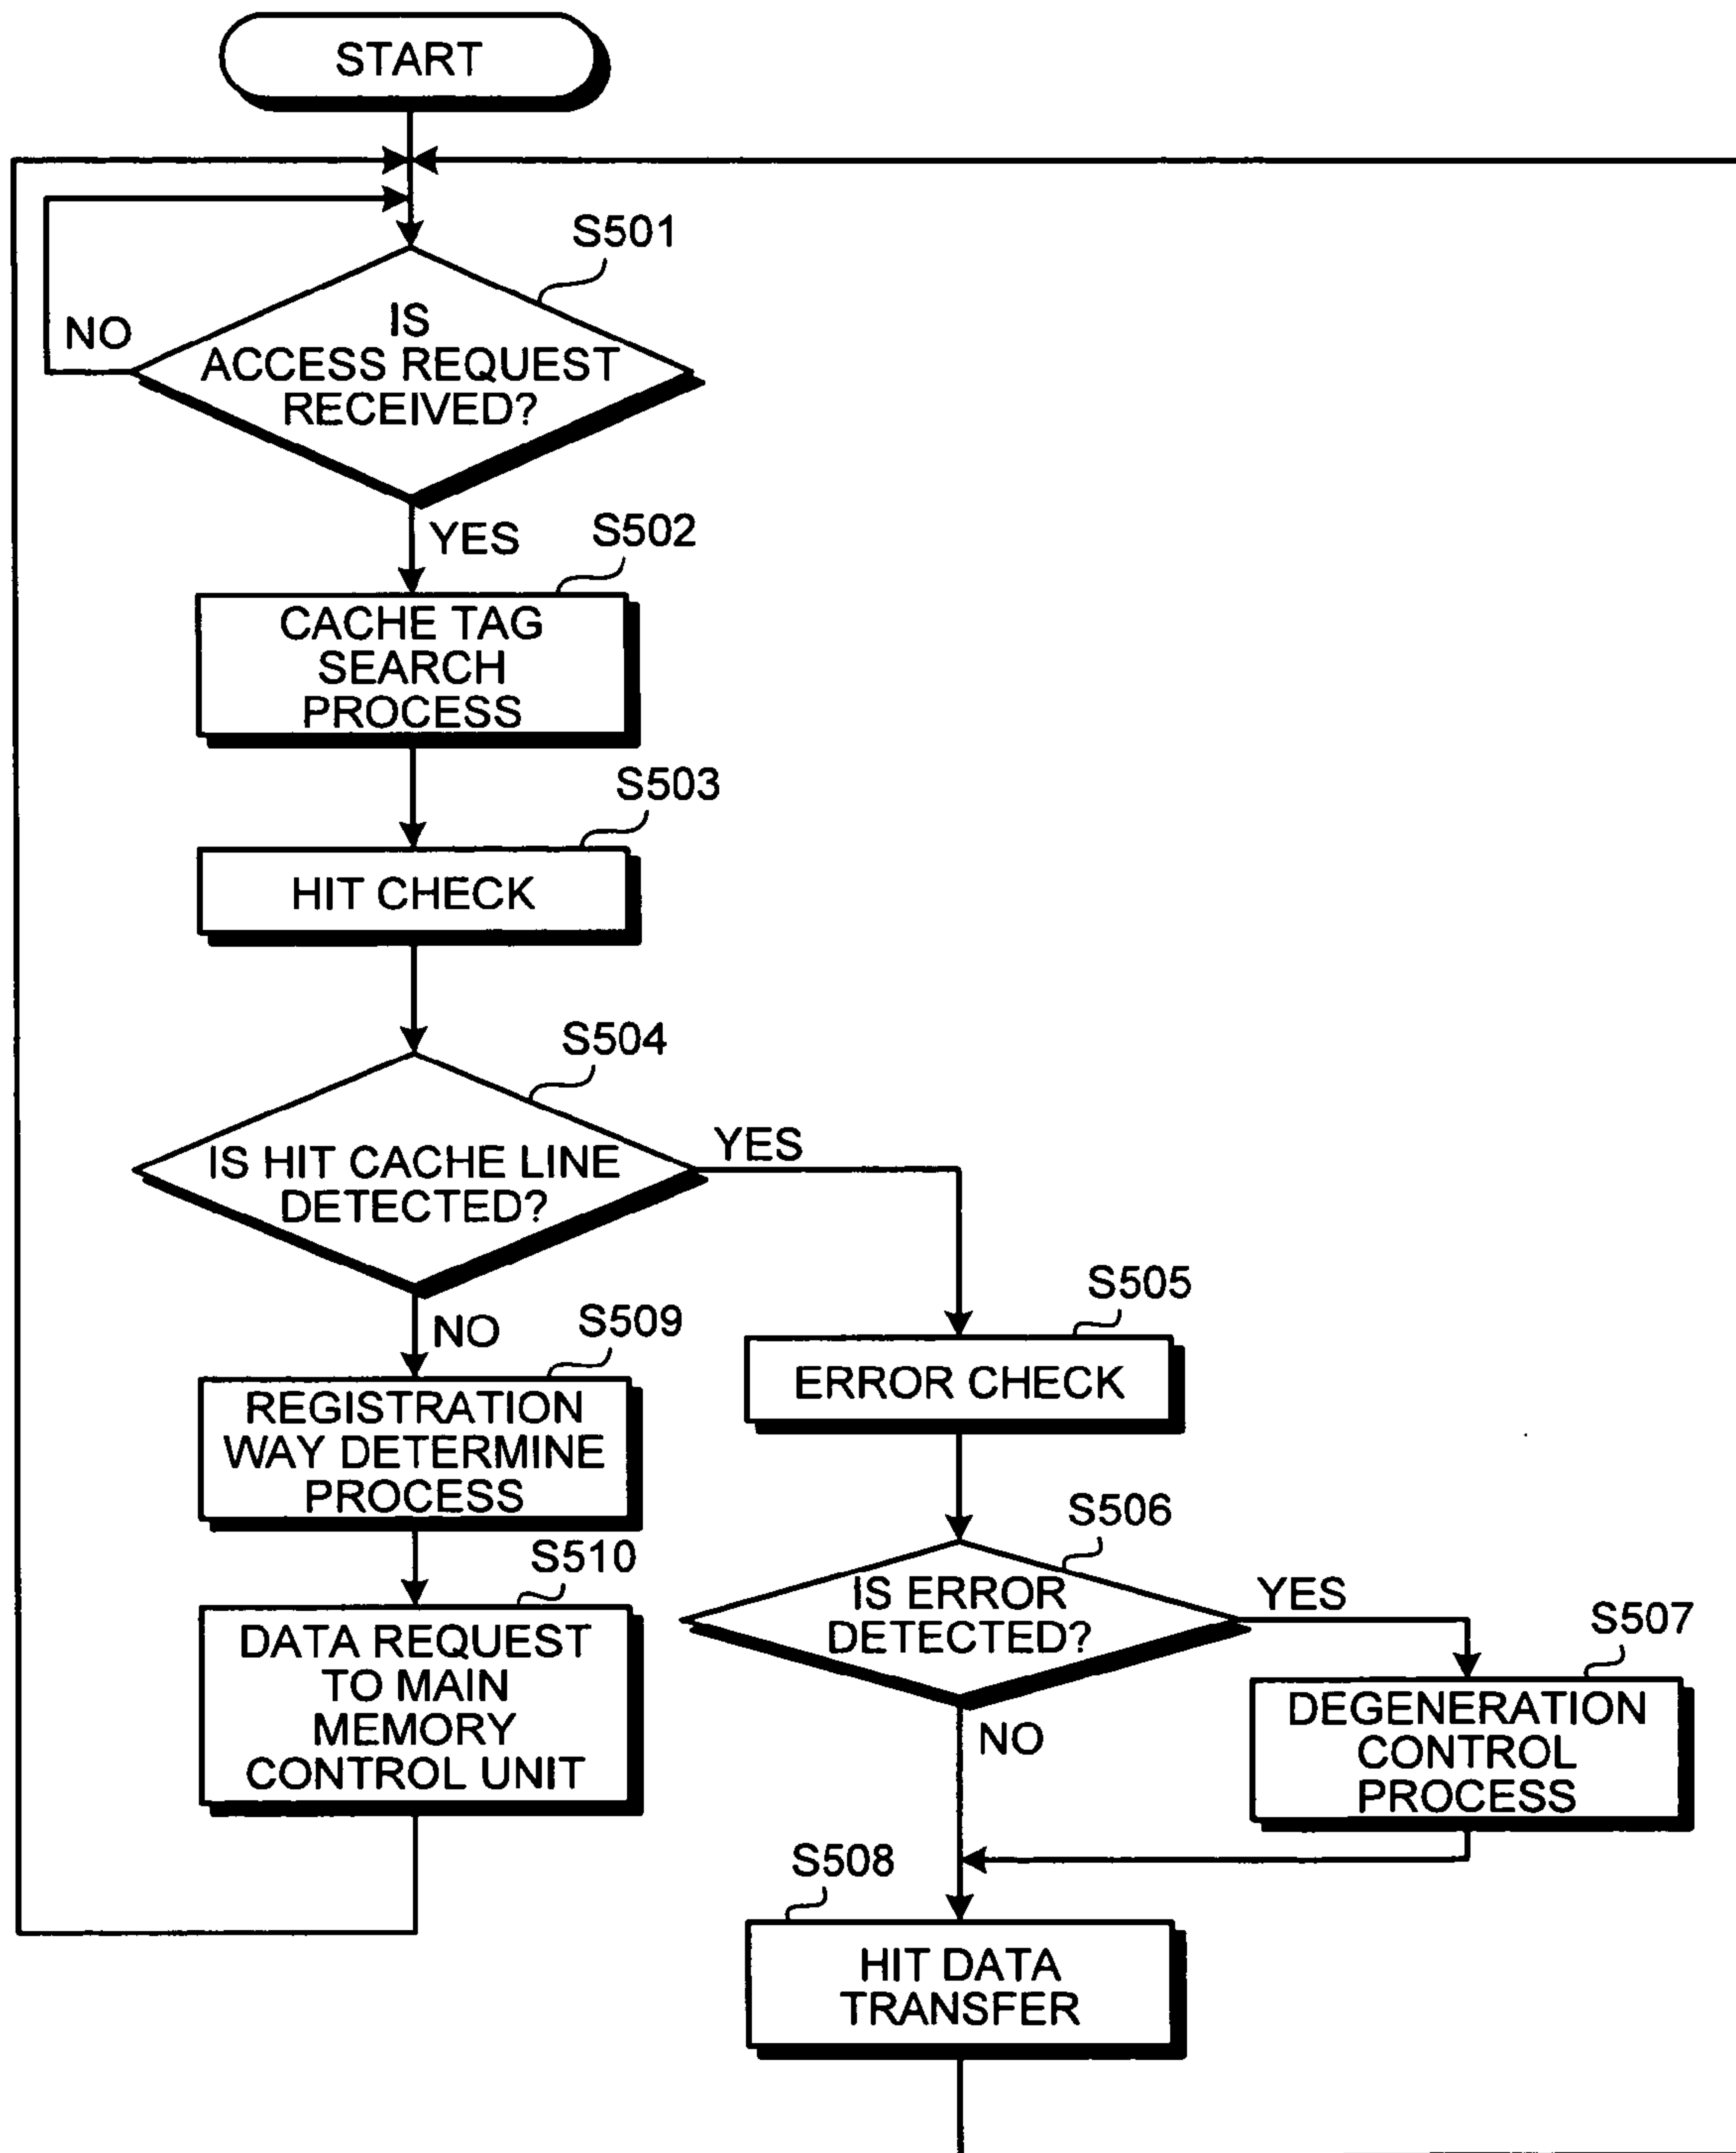 START
S501
IS
ACCESS REQUEST
RECEIVED?
NO
YES
S502
CACHE TAG
SEARCH
PROCESS
S503
HIT CHECK
S504
IS HIT CACHE LINE
DETECTED?
YES
NO
S505
ERROR CHECK
S509
REGISTRATION
WAY DETERMINE
PROCESS
S506
IS ERROR
DETECTED?
YES
NO
S510
DATA REQUEST
TO MAIN
MEMORY
CONTROL UNIT
S507
DEGENERATION
CONTROL
PROCESS
S508
HIT DATA
TRANSFER